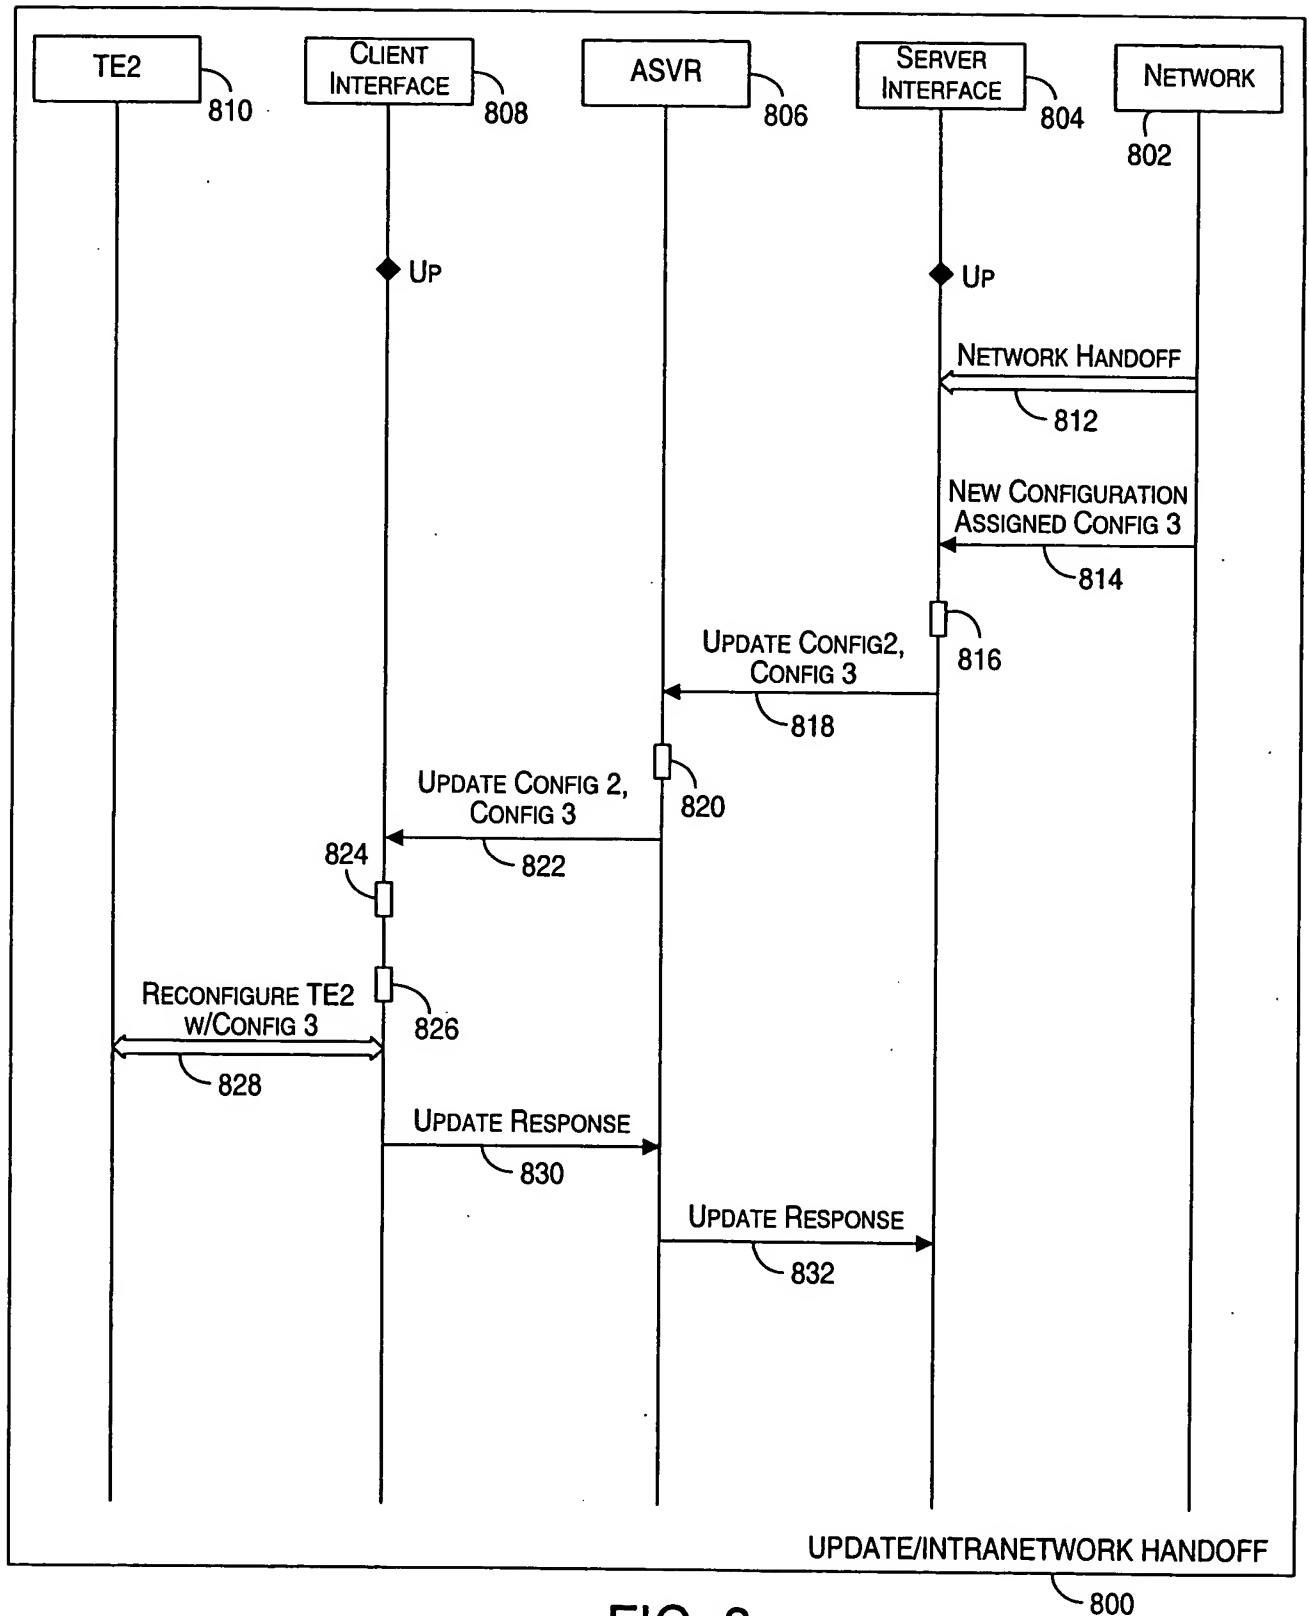 TE2
810
CLIENT
INTERFACE
808
ASVR
806
SERVER
INTERFACE
804
NETWORK
802
UP
UP
NETWORK HANDOFF
812
NEW CONFIGURATION
ASSIGNED CONFIG 3
814
816
UPDATE CONFIG2,
CONFIG 3
818
820
UPDATE CONFIG 2,
CONFIG 3
822
824
826
RECONFIGURE TE2
W/CONFIG 3
828
UPDATE RESPONSE
830
UPDATE RESPONSE
832
UPDATE/INTRANETWORK HANDOFF
800
FIG.